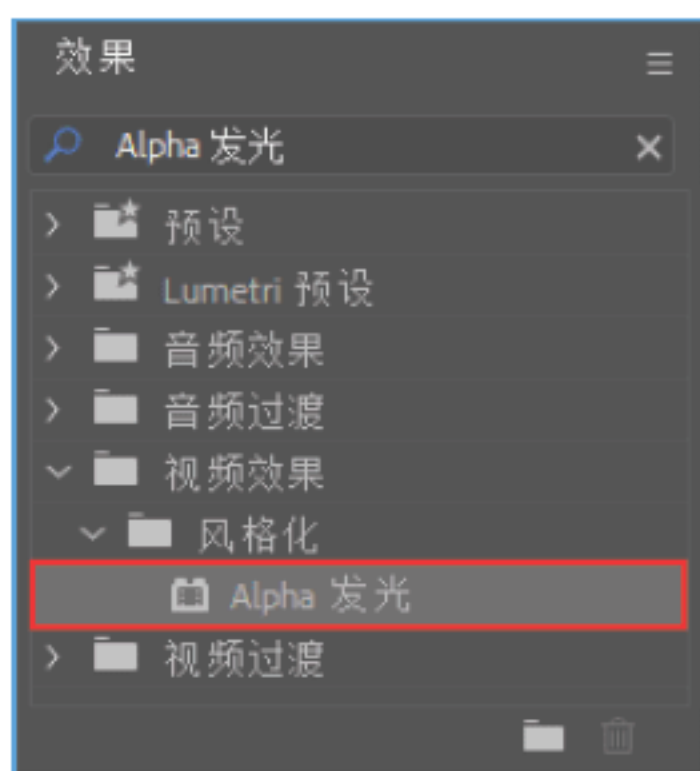 效果
Alpha 发光
预设
Lumetri 预设
音频效果
音频过渡
视频效果
风格化
Alpha 发光
视频过渡